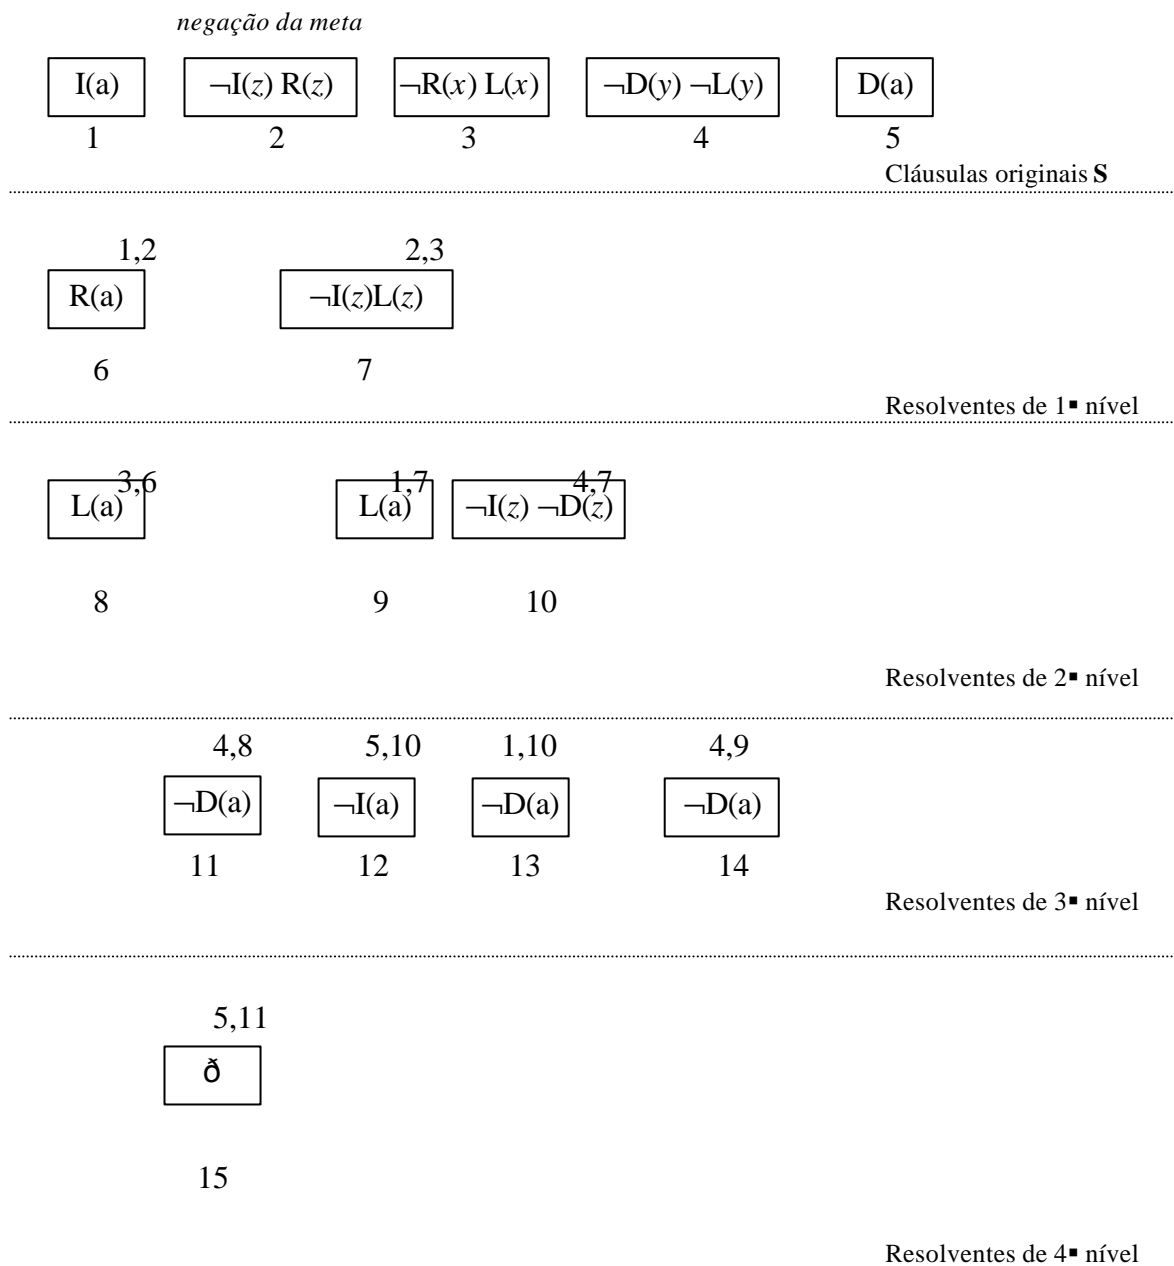 negação da meta
I(a) ¬I(z) R(z) ¬R(x) L(x) ¬D(y) ¬L(y) D(a)
1 2 3 4 5
Cláusulas originais S
1,2 2,3
R(a) ¬I(z)L(z)
6 7
Resolventes de 1▪ nível
3,6 1,7 4,7
L(a) L(a) ¬I(z) ¬D(z)
8 9 10
Resolventes de 2▪ nível
4,8 5,10 1,10 4,9
¬D(a) ¬I(a) ¬D(a) ¬D(a)
11 12 13 14
Resolventes de 3▪ nível
5,11
ð
15
Resolventes de 4▪ nível